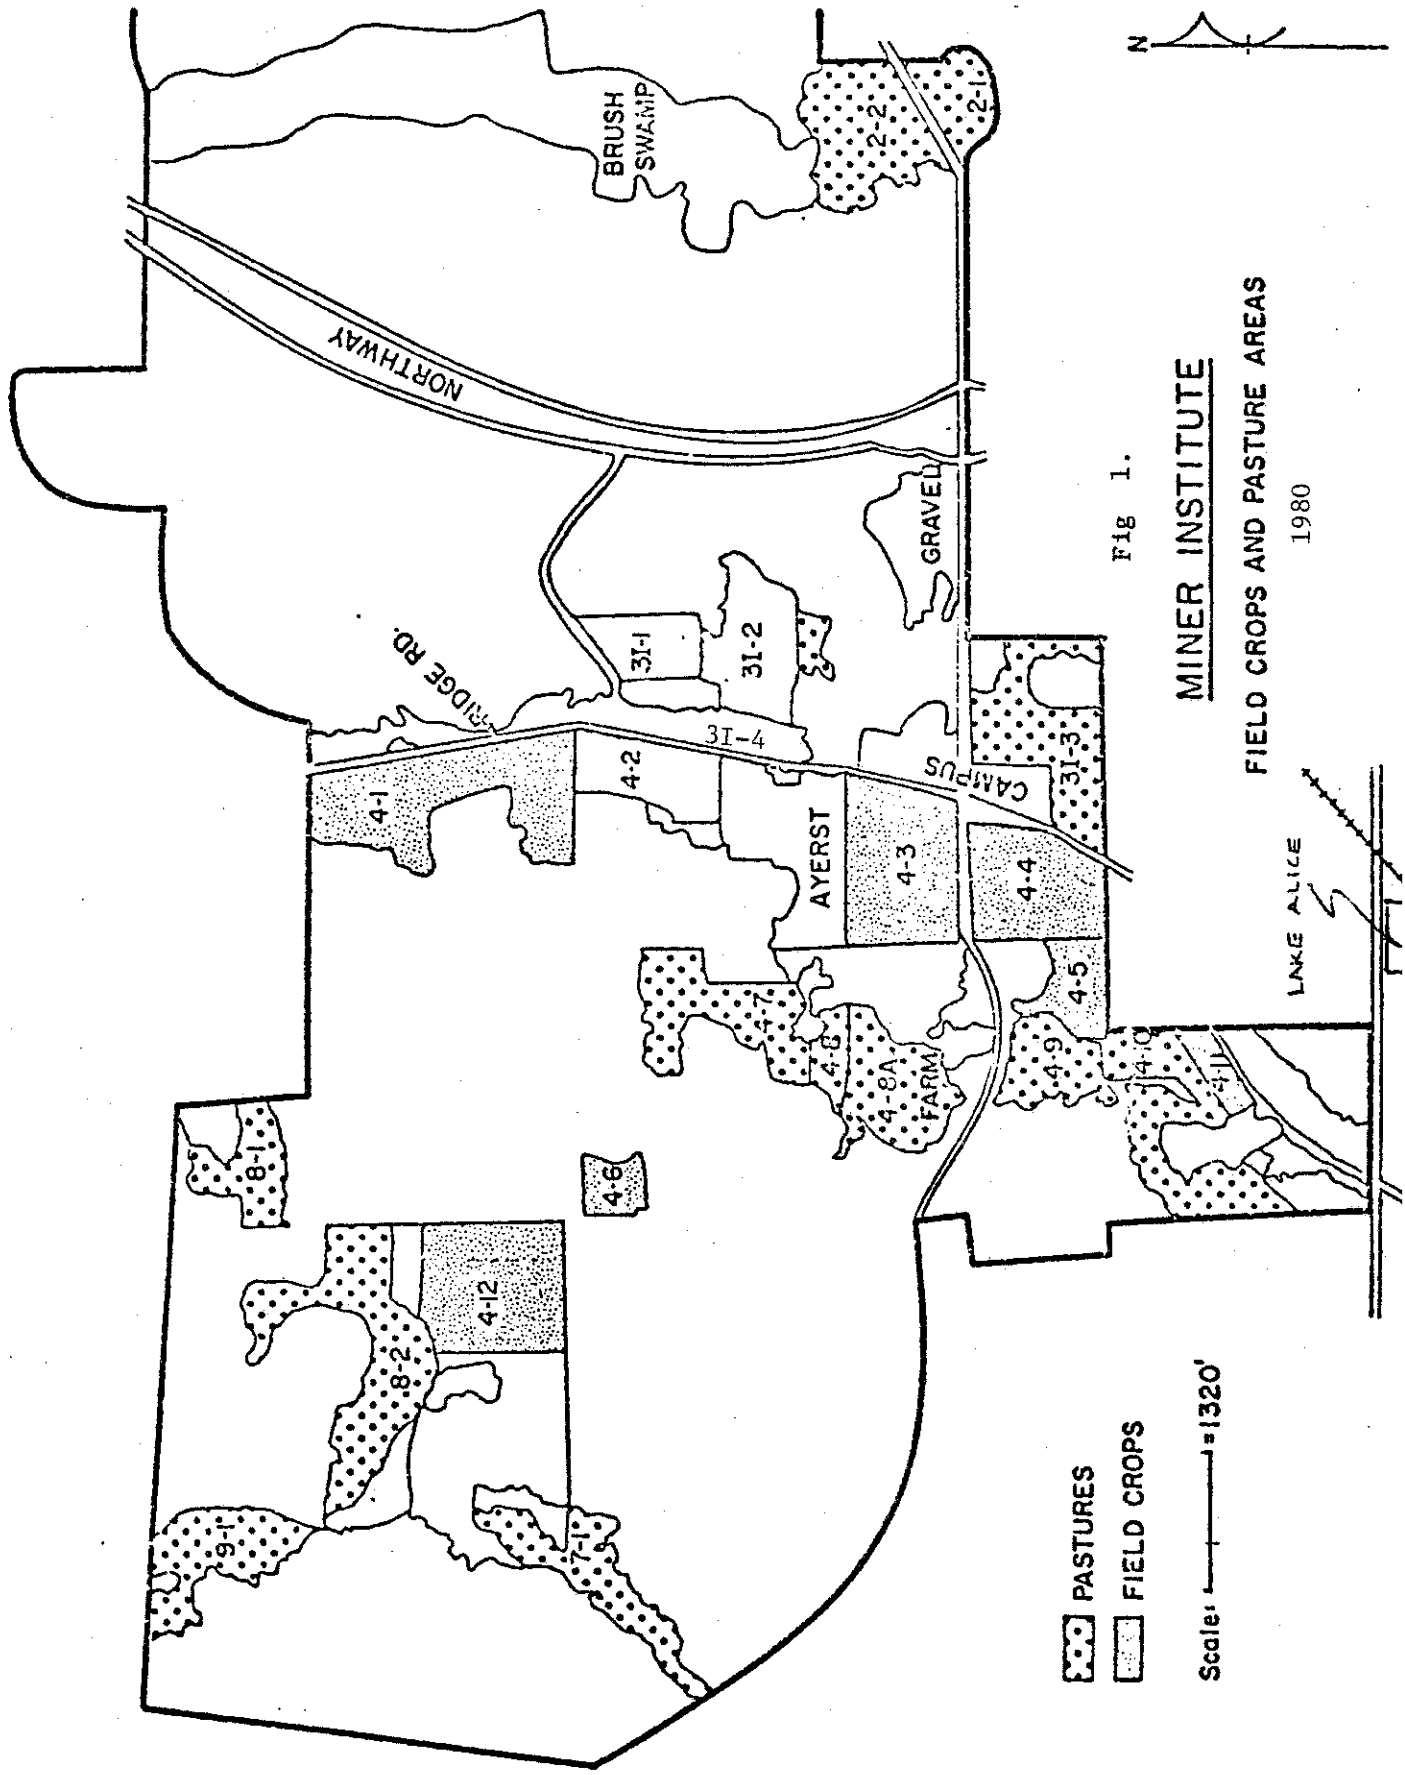 N
BRUSH
SWAMP
2-2
2-1
NORTHWAY
RIDGE RD.
GRAVEL
3I-1
3I-2
3I-4
3I-3
CAMPUS
4-1
4-2
AYERST
4-3
4-4
4-5
4-7
4-8
4-8A
FARM
4-9
4-10
4-11
4-6
8-1
4-12
8-2
9-1
7-1
LAKE ALICE
Fig 1.
MINER INSTITUTE
FIELD CROPS AND PASTURE AREAS
1980
PASTURES
FIELD CROPS
Scale: =1320'